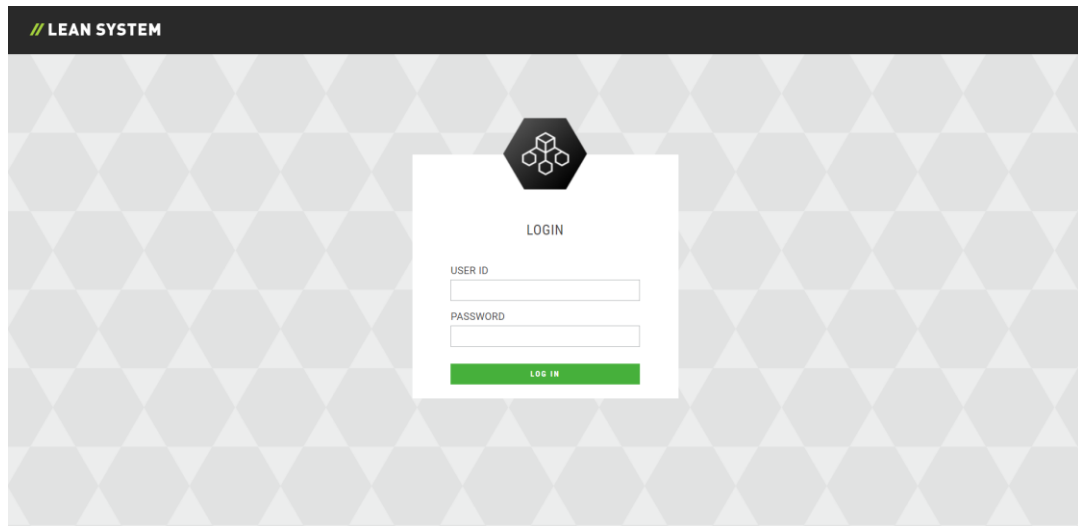 // LEAN SYSTEM
LOGIN
USER ID
PASSWORD
LOG IN